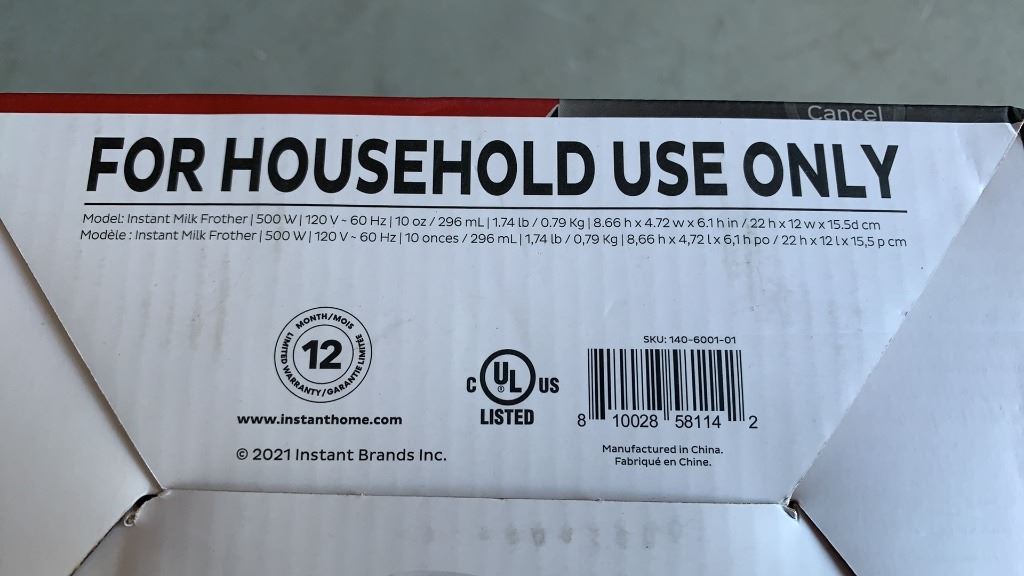 Cancel
FOR HOUSEHOLD USE ONLY
Model: Instant Milk Frother | 500 W | 120 V ~ 60 Hz | 10 oz / 296 mL | 1.74 lb / 0.79 Kg | 8.66 h x 4.72 w x 6.1 h in / 22 h x 12 w x 15.5d cm
Modèle : Instant Milk Frother | 500 W | 120 V ~ 60 Hz | 10 onces / 296 mL | 1,74 lb / 0,79 Kg | 8,66 h x 4,72 l x 6,1 h po / 22 h x 12 l x 15,5 p cm
MONTH/MOIS
12
LIMITED WARRANTY/GARANTIE LIMITÉE
www.instanthome.com
© 2021 Instant Brands Inc.
C UL ® US
LISTED
SKU: 140-6001-01
8 10028 58114 2
Manufactured in China.
Fabriqué en Chine.